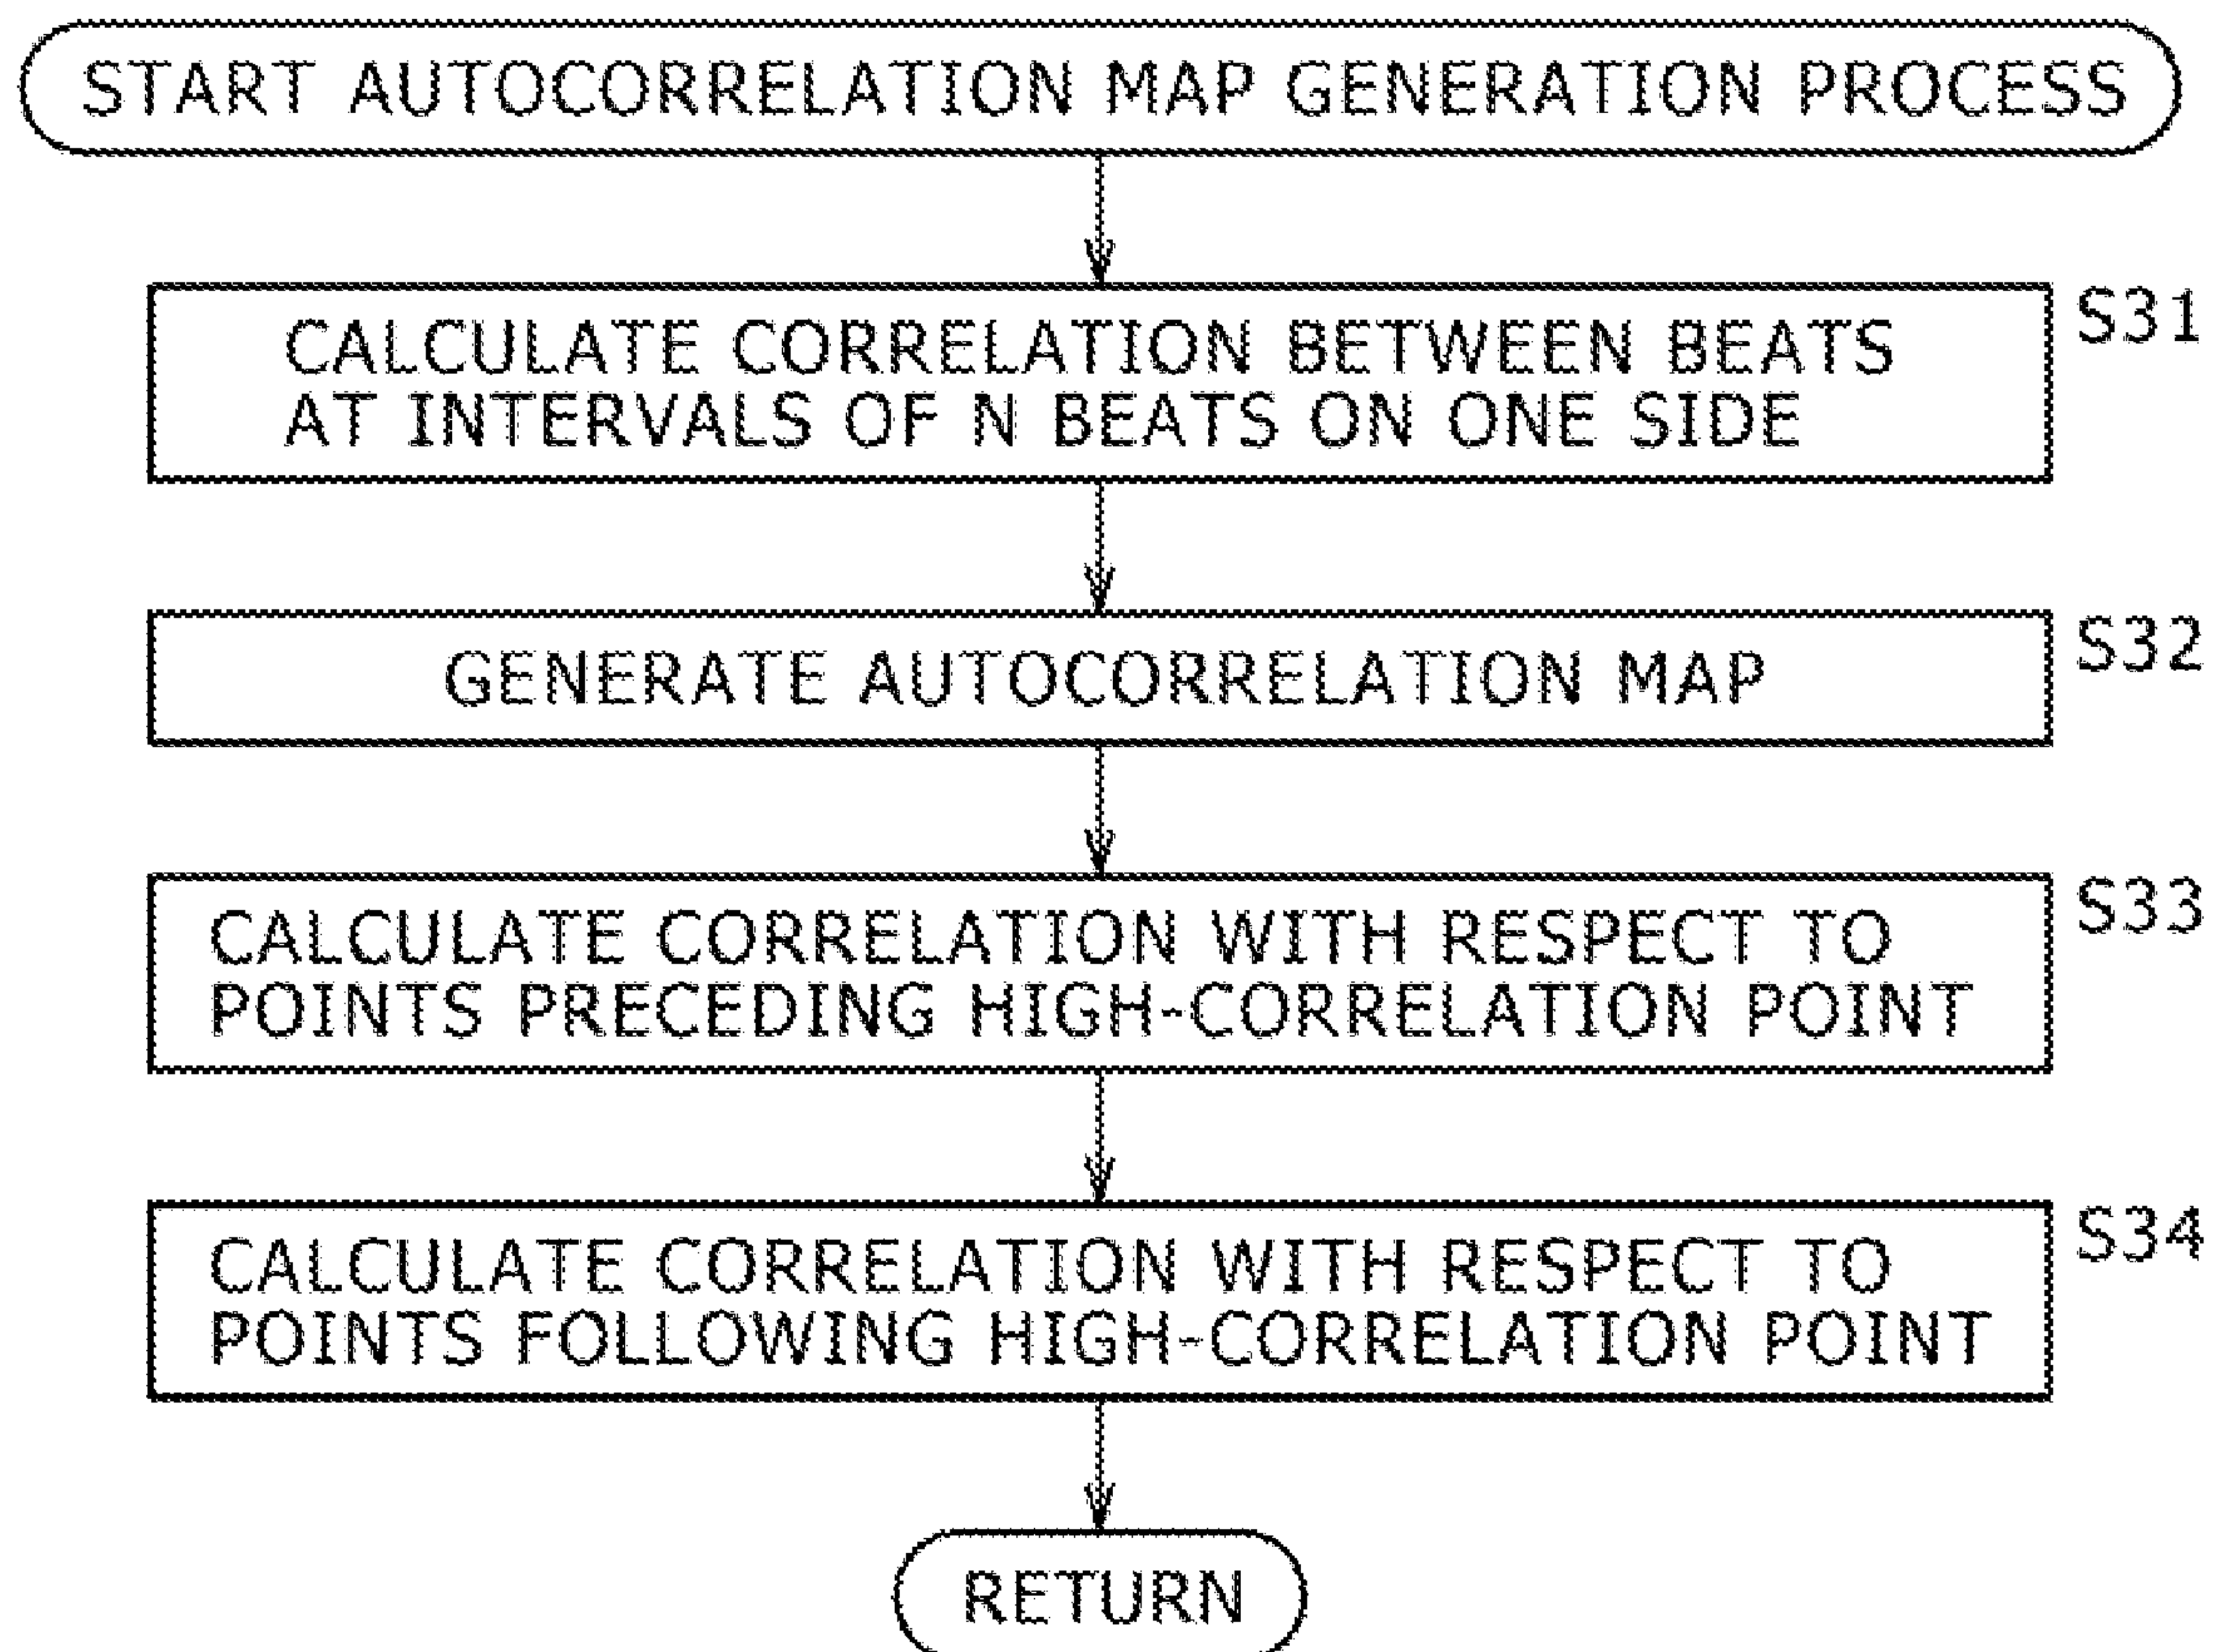 START AUTOCORRELATION MAP GENERATION PROCESS
CALCULATE CORRELATION BETWEEN BEATS
AT INTERVALS OF N BEATS ON ONE SIDE
S31
GENERATE AUTOCORRELATION MAP
S32
CALCULATE CORRELATION WITH RESPECT TO
POINTS PRECEDING HIGH-CORRELATION POINT
S33
CALCULATE CORRELATION WITH RESPECT TO
POINTS FOLLOWING HIGH-CORRELATION POINT
S34
RETURN